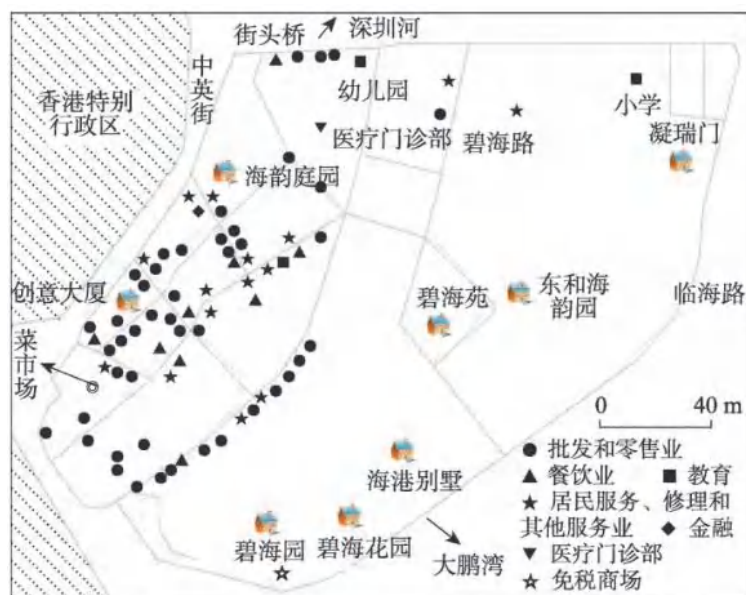 街头桥
深圳河
中英街
香港特别
行政区
幼儿园
小学
医疗门诊部
碧海路
凝瑞门
海韵庭园
创意大厦
碧海苑
东和海
韵园
临海路
菜市场
0 40 m
批发和零售业
餐饮业 教育
居民服务、修理和
其他服务业 金融
医疗门诊部
免税商场
海港别墅
碧海园
碧海花园
大鹏湾